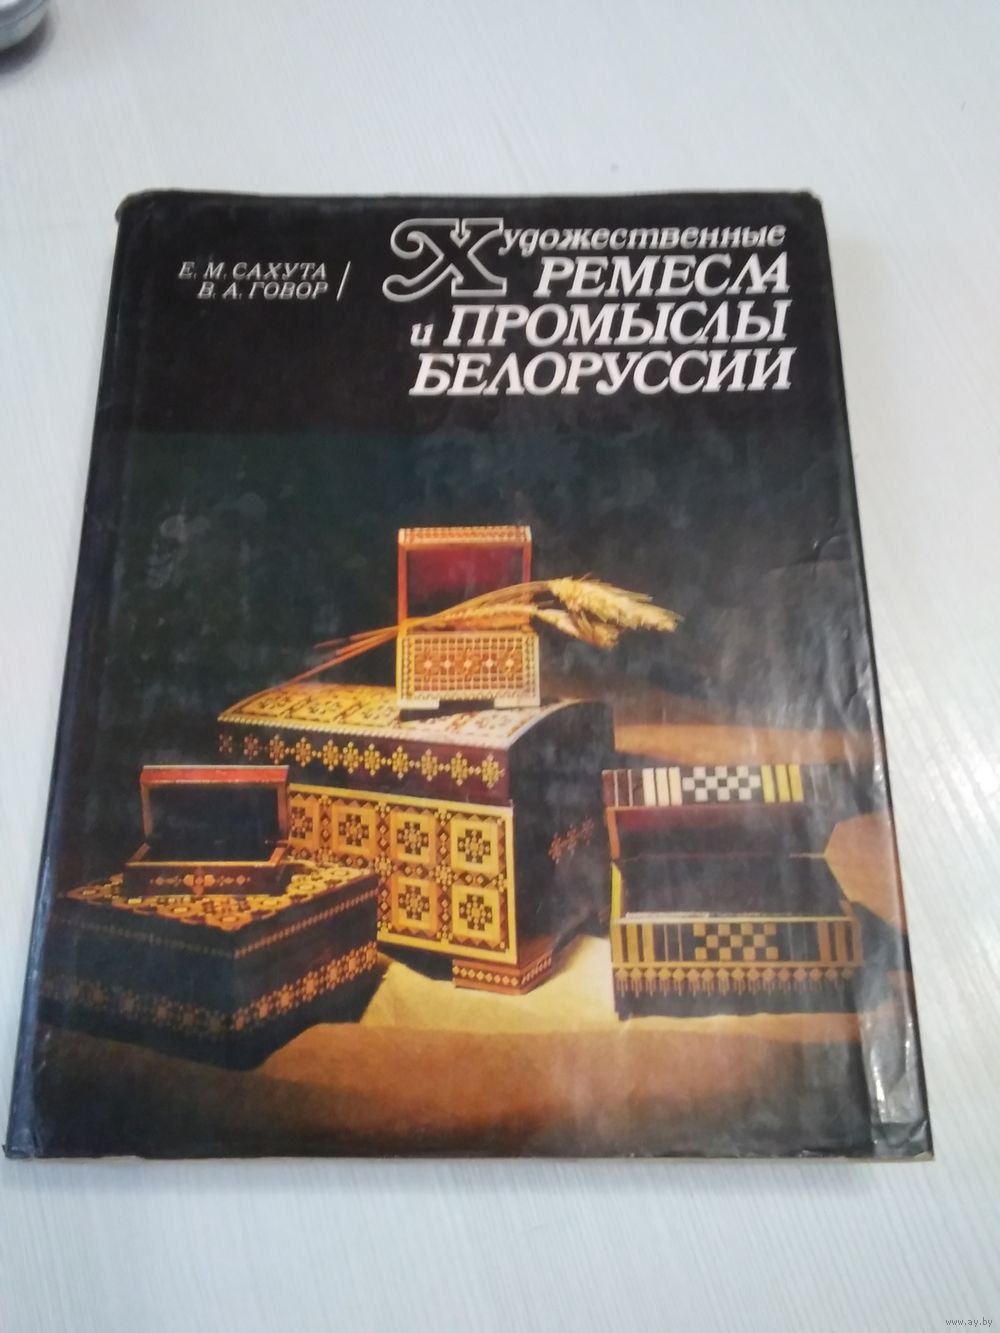 Е. М. САХУТА
В. А. ГОВОР
Художественные
РЕМЕСЛА
и ПРОМЫСЛЫ
БЕЛОРУССИИ
www.ay.by